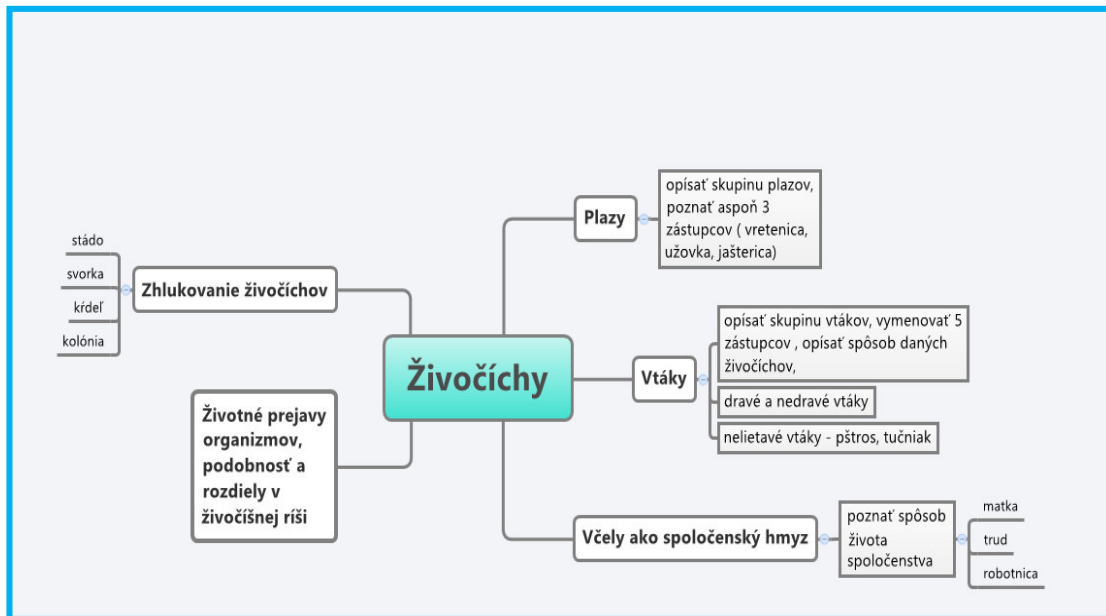 Živočíchy
Plazy
opísať skupinu plazov,
poznať aspoň 3
zástupcov ( vretenica,
užovka, jašterica)
Vtáky
opísať skupinu vtákov, vymenovať 5
zástupcov , opísať spôsob daných
živočíchov,
dravé a nedravé vtáky
nelietavé vtáky - pštros, tučniak
Včely ako spoločenský hmyz
poznať spôsob
života
spoločenstva
matka
trud
robotnica
Zhlukovanie živočíchov
stádo
svorka
kŕdeľ
kolónia
Životné prejavy
organizmov,
podobnosť a
rozdiely v
živočíšnej ríši